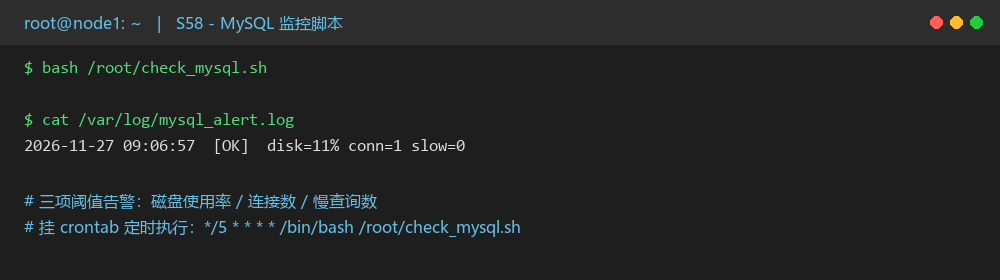 root@node1: ~ | S58 - MySQL 监控脚本
$ bash /root/check_mysql.sh
$ cat /var/log/mysql_alert.log
2026-11-27 09:06:57 [OK] disk=11% conn=1 slow=0
# 三项阈值告警：磁盘使用率 / 连接数 / 慢查询数
# 挂 crontab 定时执行：*/5 * * * * /bin/bash /root/check_mysql.sh